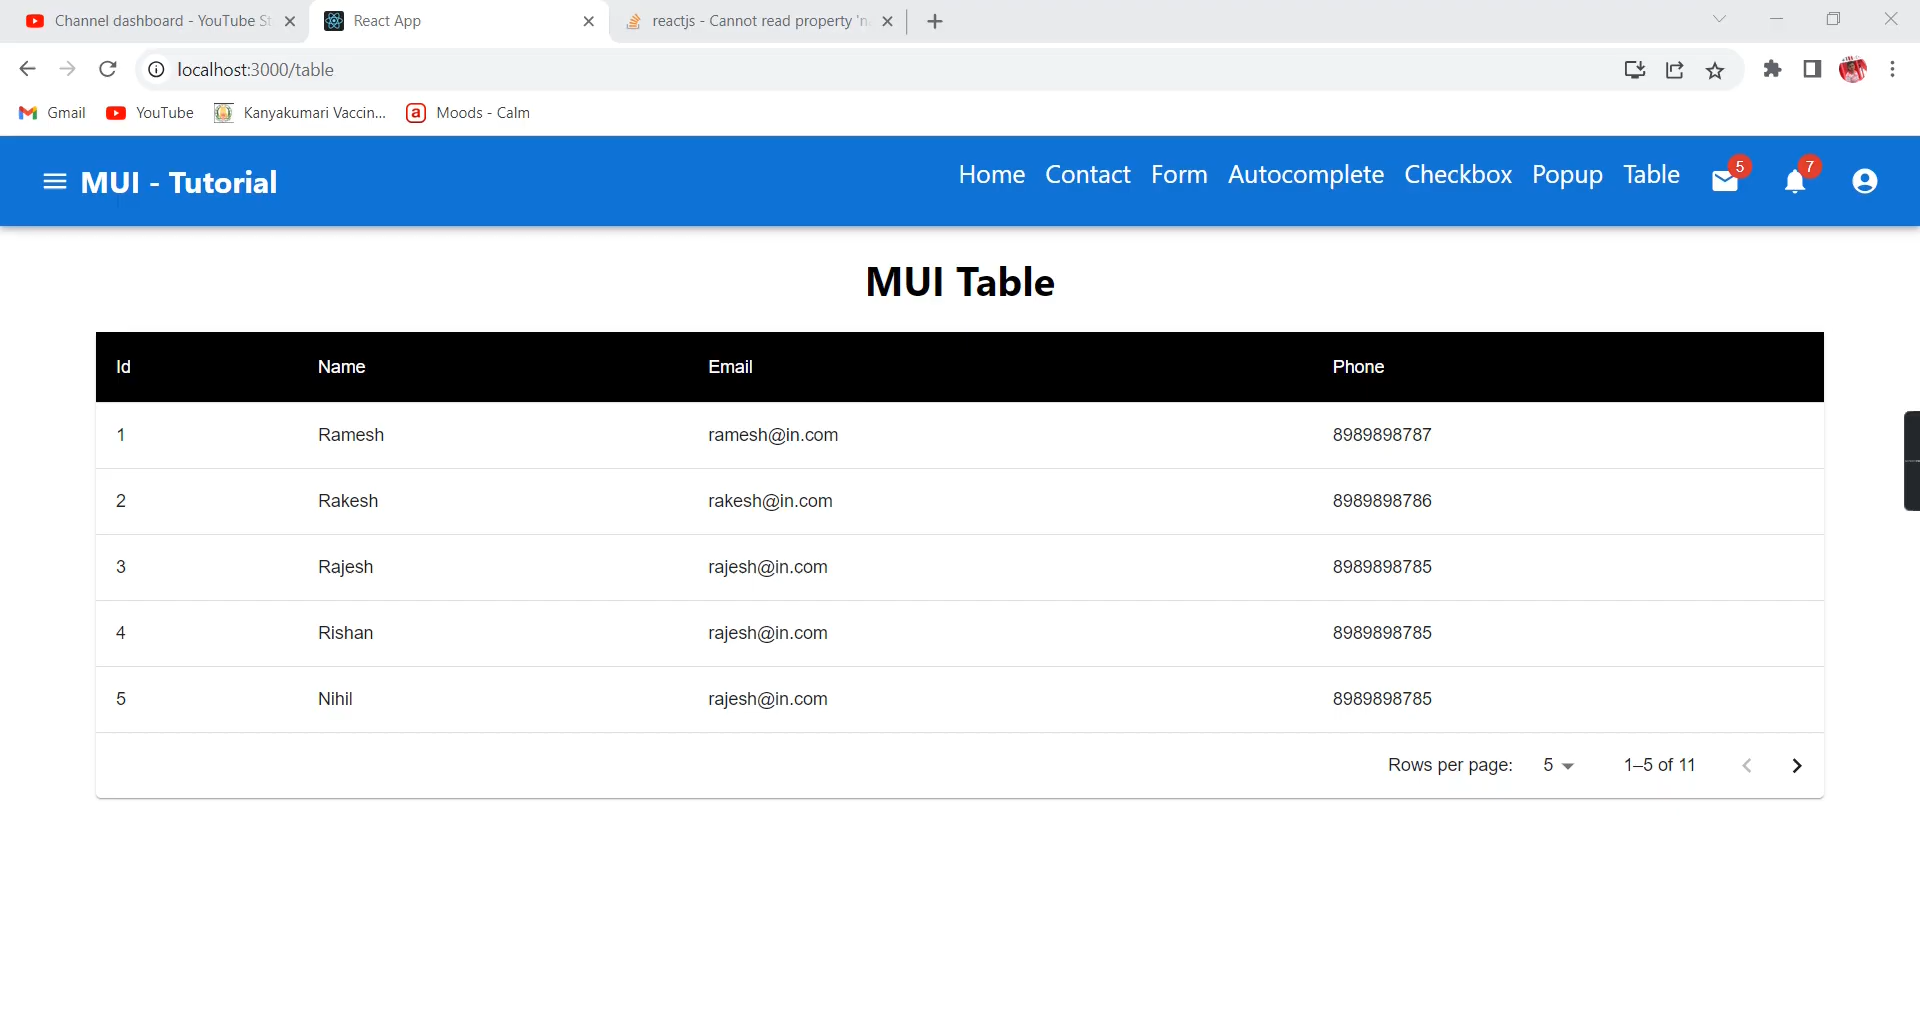 Channel dashboard - YouTube St
React App
reactjs - Cannot read property 'na
localhost:3000/table
Gmail
YouTube
Kanyakumari Vaccin...
a
Moods - Calm
MUI - Tutorial
Home Contact Form Autocomplete Checkbox Popup Table
5
7
MUI Table
Id Name Email Phone
1 Ramesh ramesh@in.com 8989898787
2 Rakesh rakesh@in.com 8989898786
3 Rajesh rajesh@in.com 8989898785
4 Rishan rajesh@in.com 8989898785
5 Nihil rajesh@in.com 8989898785
Rows per page: 5 1–5 of 11